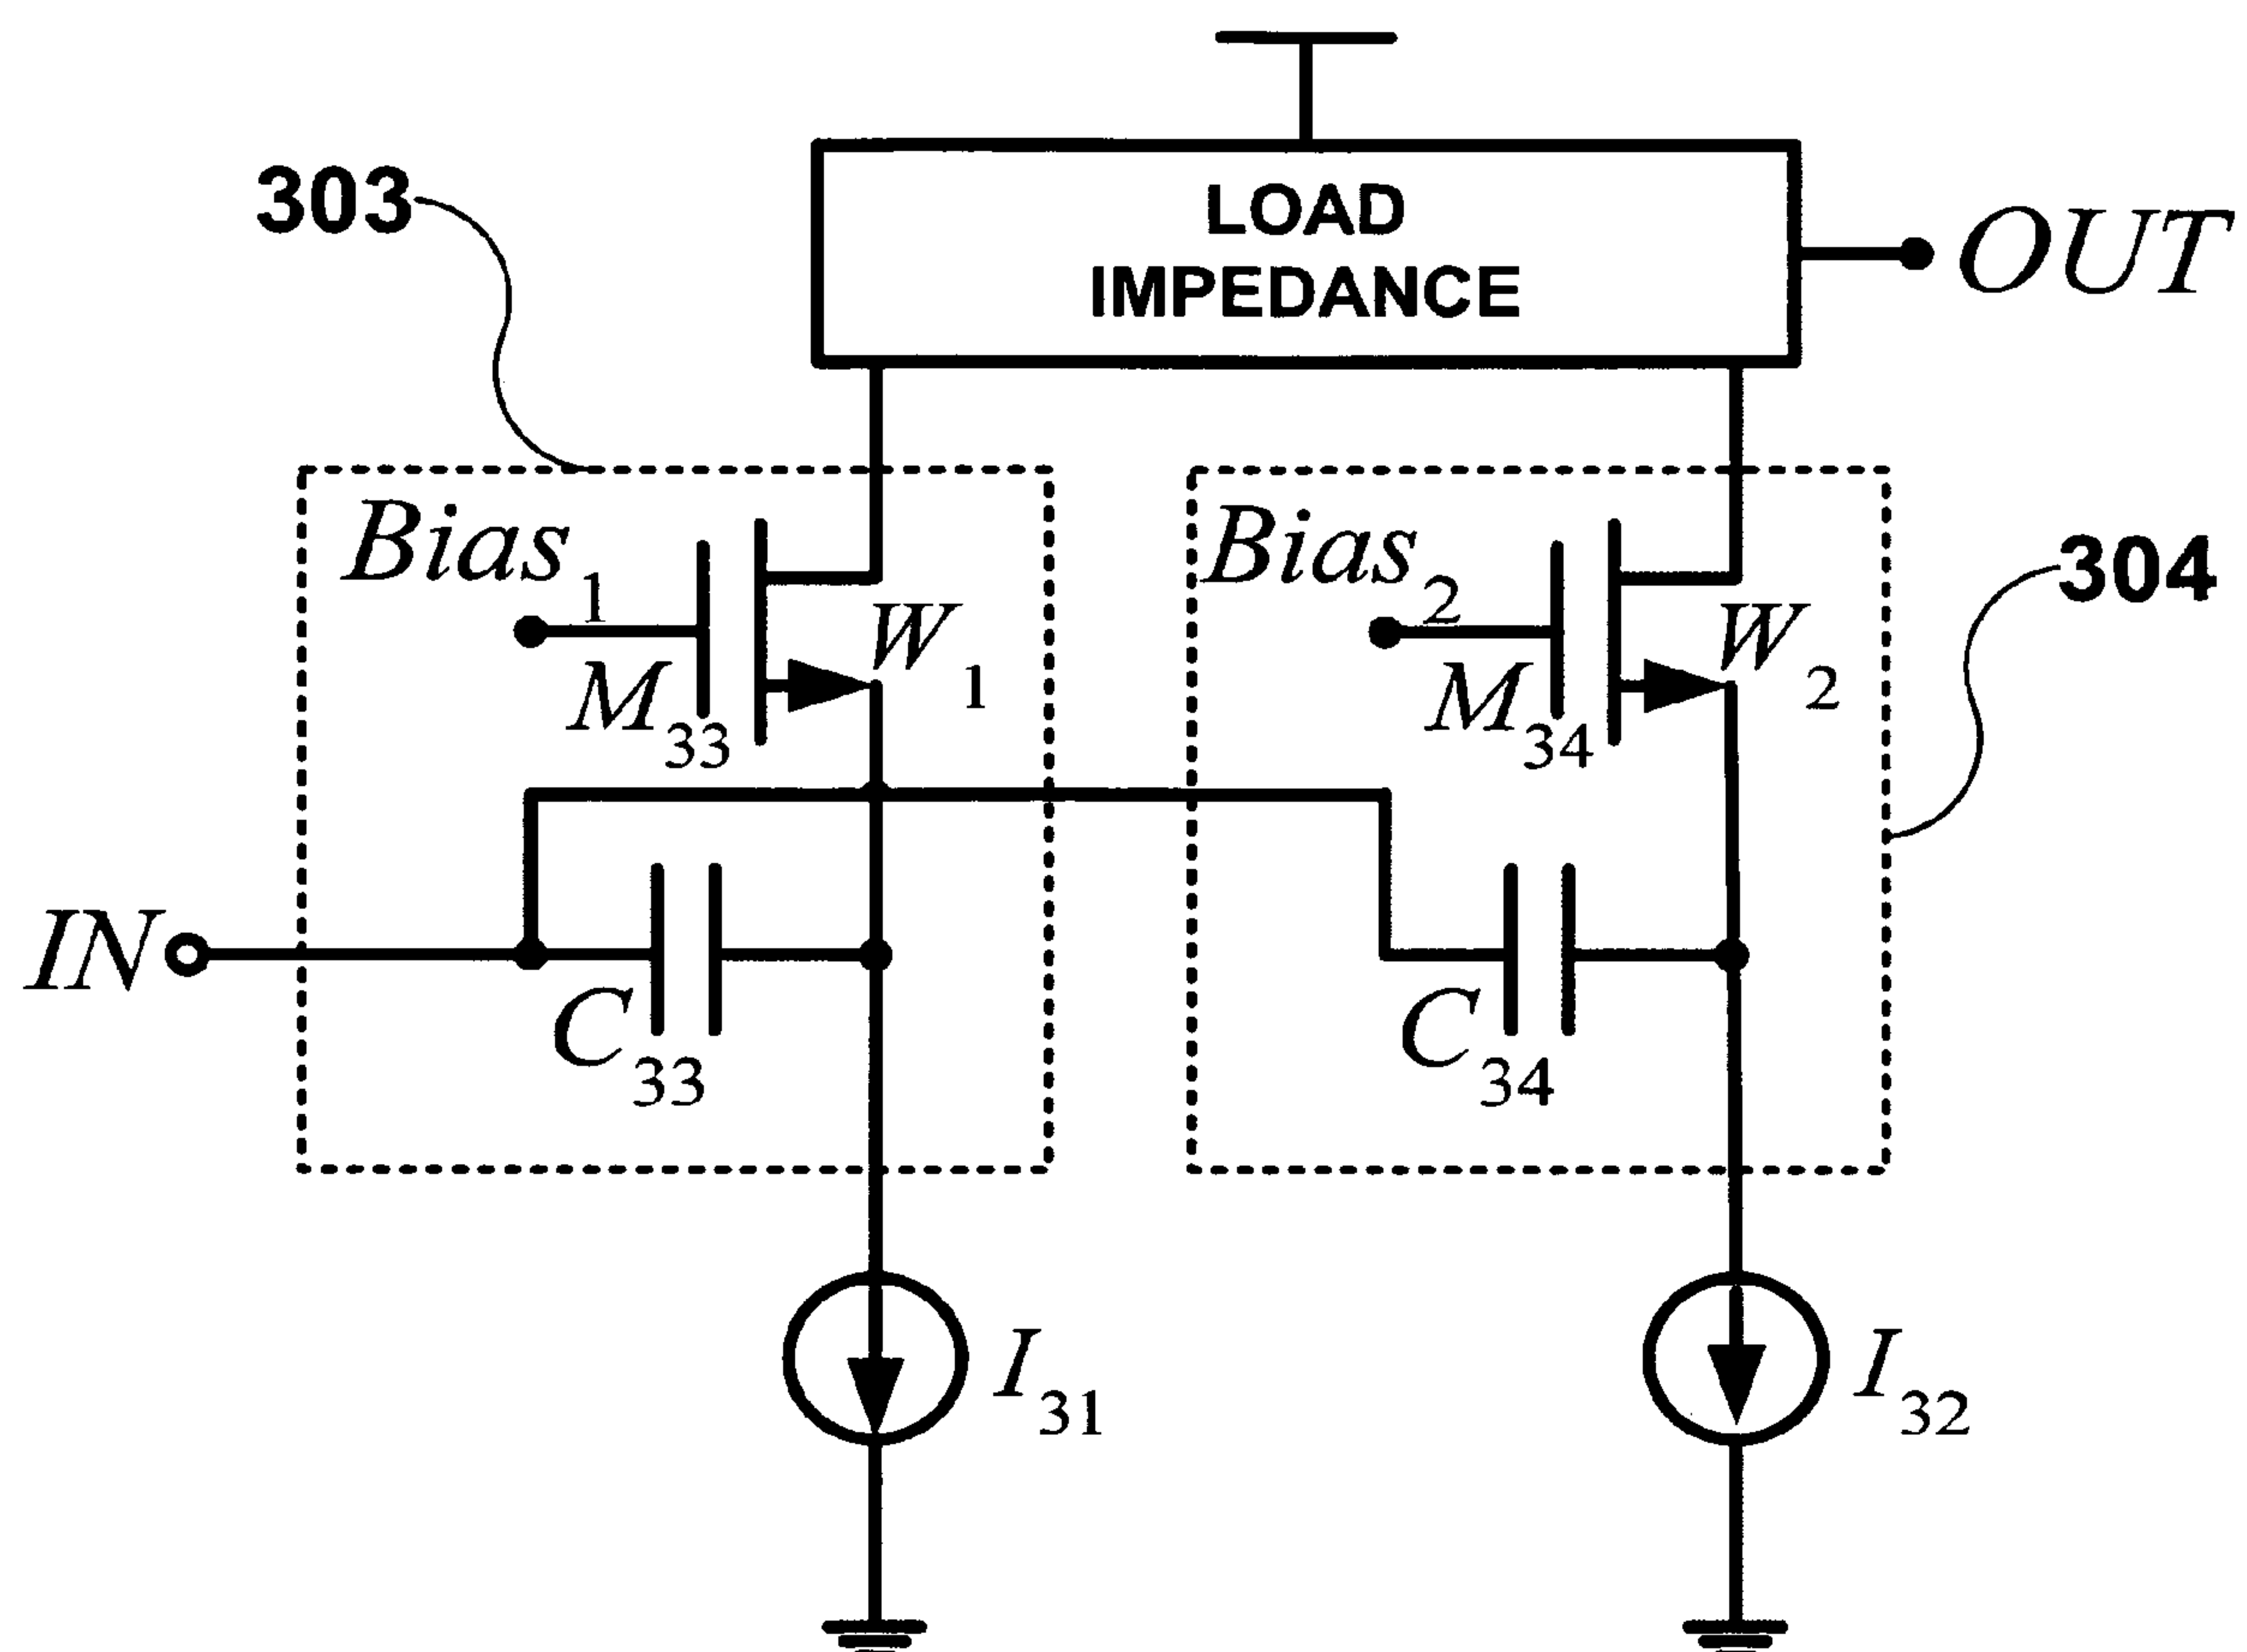 LOAD
IMPEDANCE
303
OUT
Bias1
Bias2
304
W1
W2
M33
M34
IN
C33
C34
I31
I32